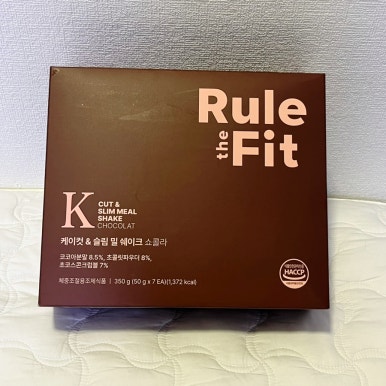 Rule
the
Fit
K
CUT &
SLIM MEAL
SHAKE
CHOCOLAT
케이컷 & 슬림 밀 쉐이크 쇼콜라
코코아분말 8.5%, 초콜릿파우더 8%,
초코스콘크럼블 7%
체중조절용조제식품 | 350 g (50 g x 7 EA)(1,372 kcal)
HACCP